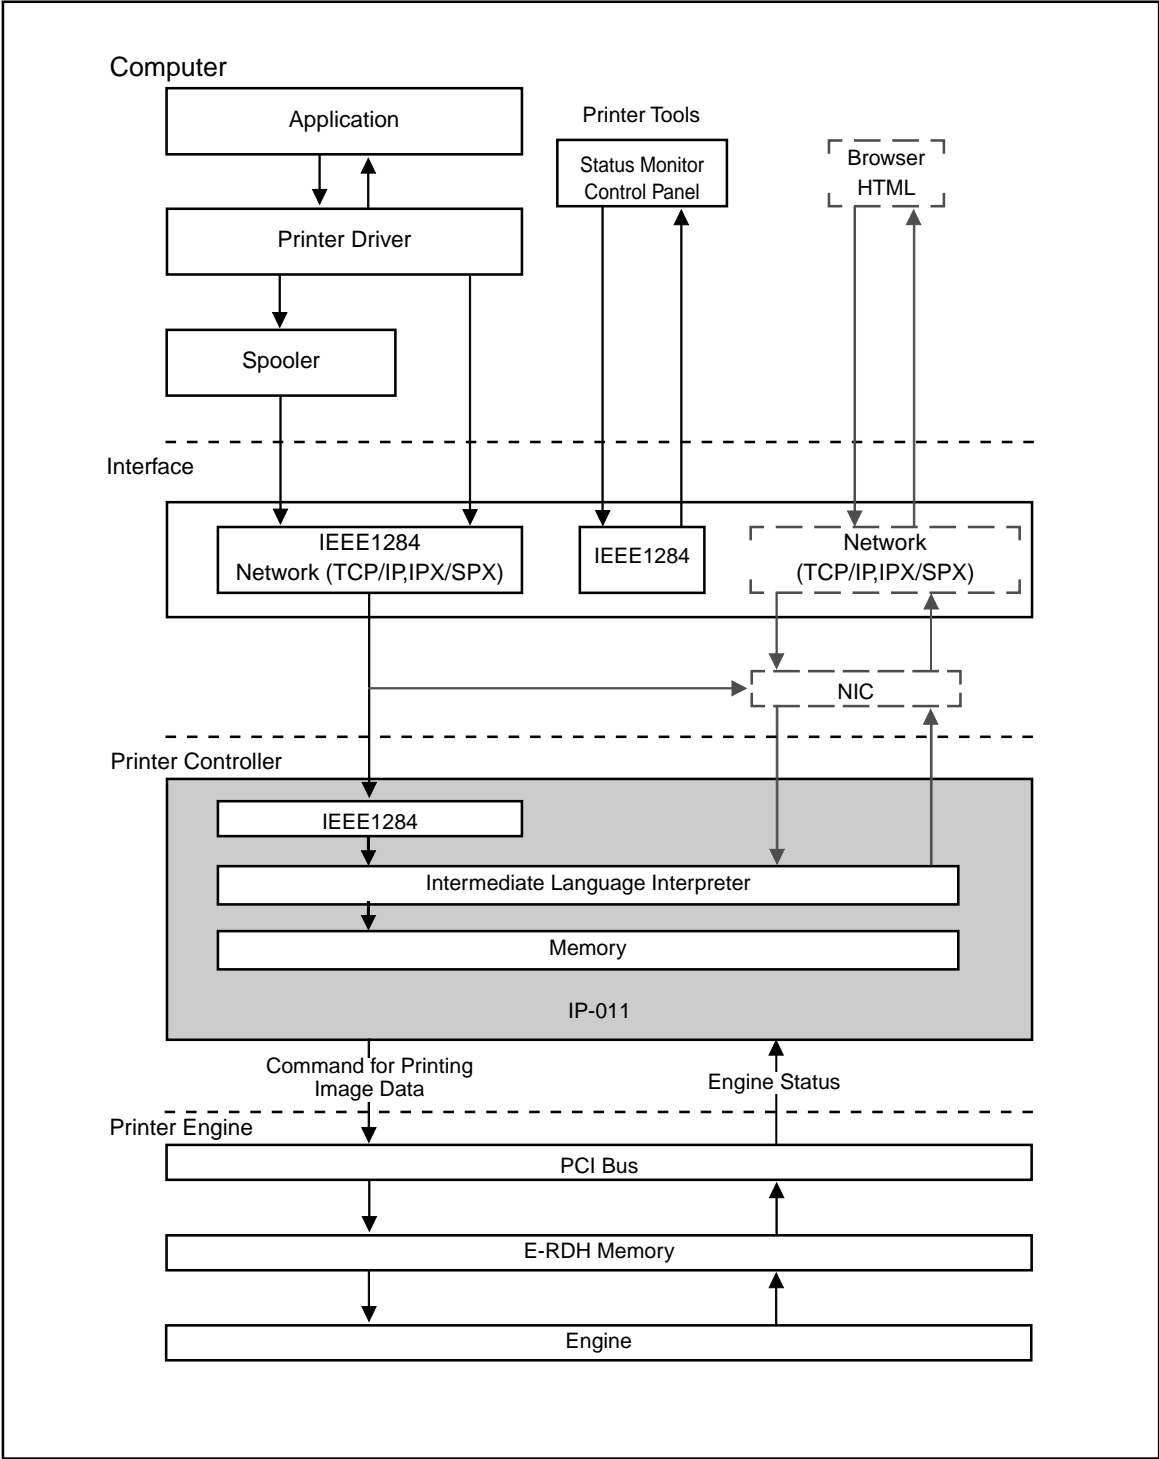 Computer
Application
Printer Tools
Status Monitor
Control Panel
Browser
HTML
Printer Driver
Spooler
Interface
IEEE1284
Network (TCP/IP,IPX/SPX)
IEEE1284
Network
(TCP/IP,IPX/SPX)
NIC
Printer Controller
IEEE1284
Intermediate Language Interpreter
Memory
IP-011
Command for Printing
Image Data
Engine Status
Printer Engine
PCI Bus
E-RDH Memory
Engine